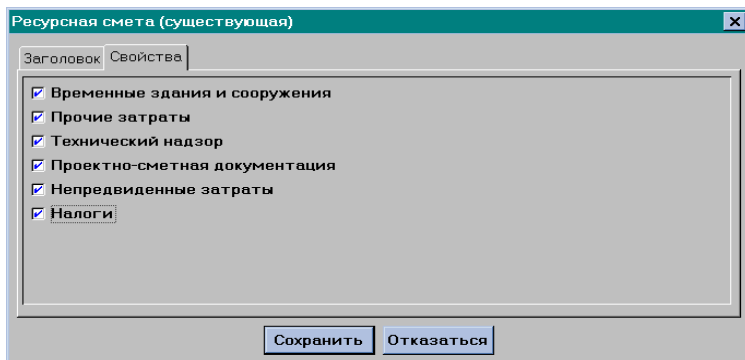 Ресурсная смета (существующая)
Заголовок Свойства
Временные здания и сооружения
Прочие затраты
Технический надзор
Проектно-сметная документация
Непредвиденные затраты
Налоги
Сохранить Отказаться